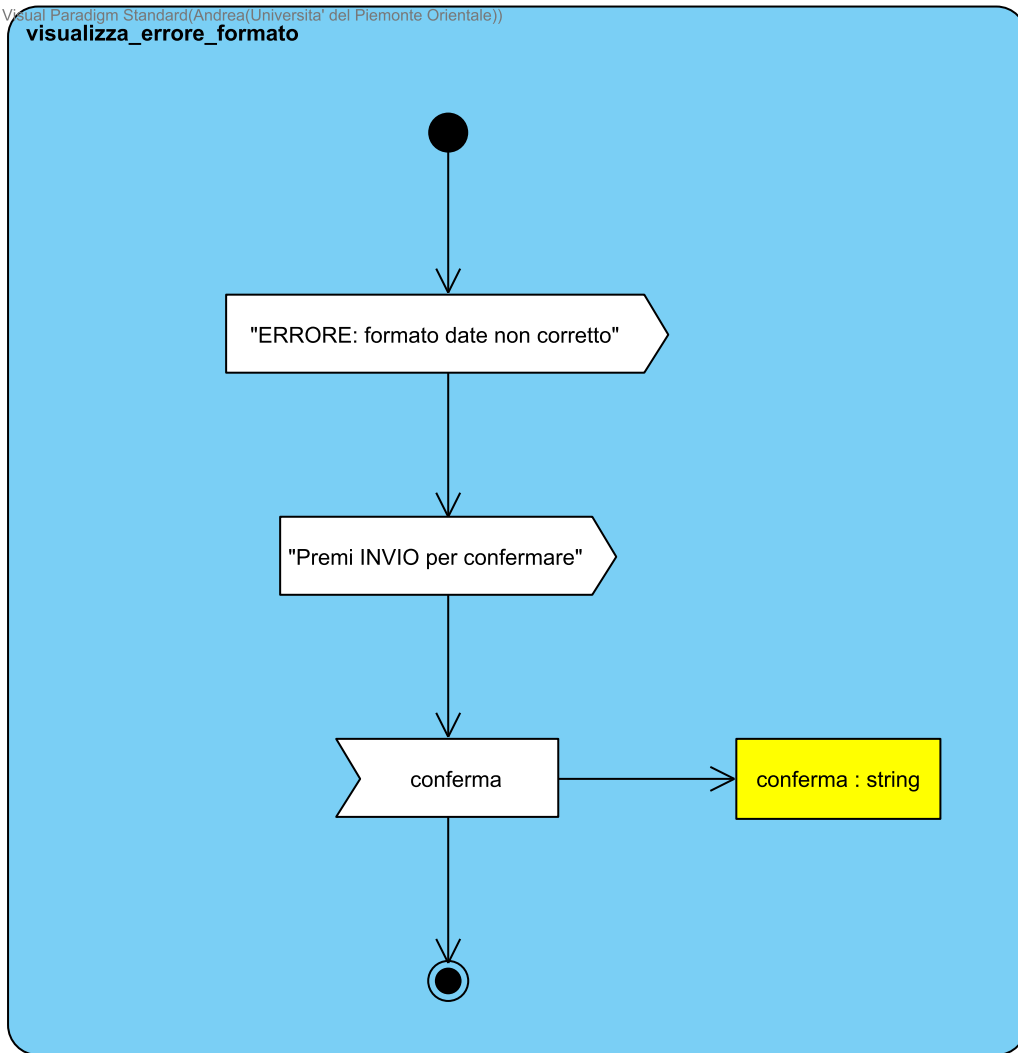 Visual Paradigm Standard(Andrea(Universita' del Piemonte Orientale))
visualizza_errore_formato
"ERRORE: formato date non corretto"
"Premi INVIO per confermare"
conferma
conferma : string